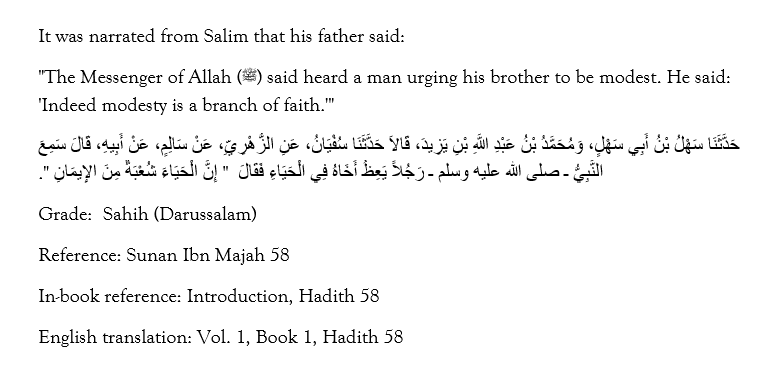 It was narrated from Salim that his father said:
"The Messenger of Allah (ﷺ) said heard a man urging his brother to be modest. He said:
'Indeed modesty is a branch of faith.'"
حَدَّثَنَا سَهْلُ بْنُ أَبِي سَهْلٍ، وَمُحَمَّدُ بْنُ عَبْدِ اللَّهِ بْنِ يَزِيدَ، قَالاَ حَدَّثَنَا سُفْيَانُ، عَنِ الزُّهْرِيِّ، عَنْ سَالِمٍ، عَنْ أَبِيهِ، قَالَ سَمِعَ
النَّبِيُّ ـ صلى الله عليه وسلم ـ رَجُلاً يَعِظُ أَخَاهُ فِي الْحَيَاءِ فَقَالَ " إِنَّ الْحَيَاءَ شُعْبَةٌ مِنَ الإِيمَانِ " .
Grade: Sahih (Darussalam)
Reference: Sunan Ibn Majah 58
In-book reference: Introduction, Hadith 58
English translation: Vol. 1, Book 1, Hadith 58